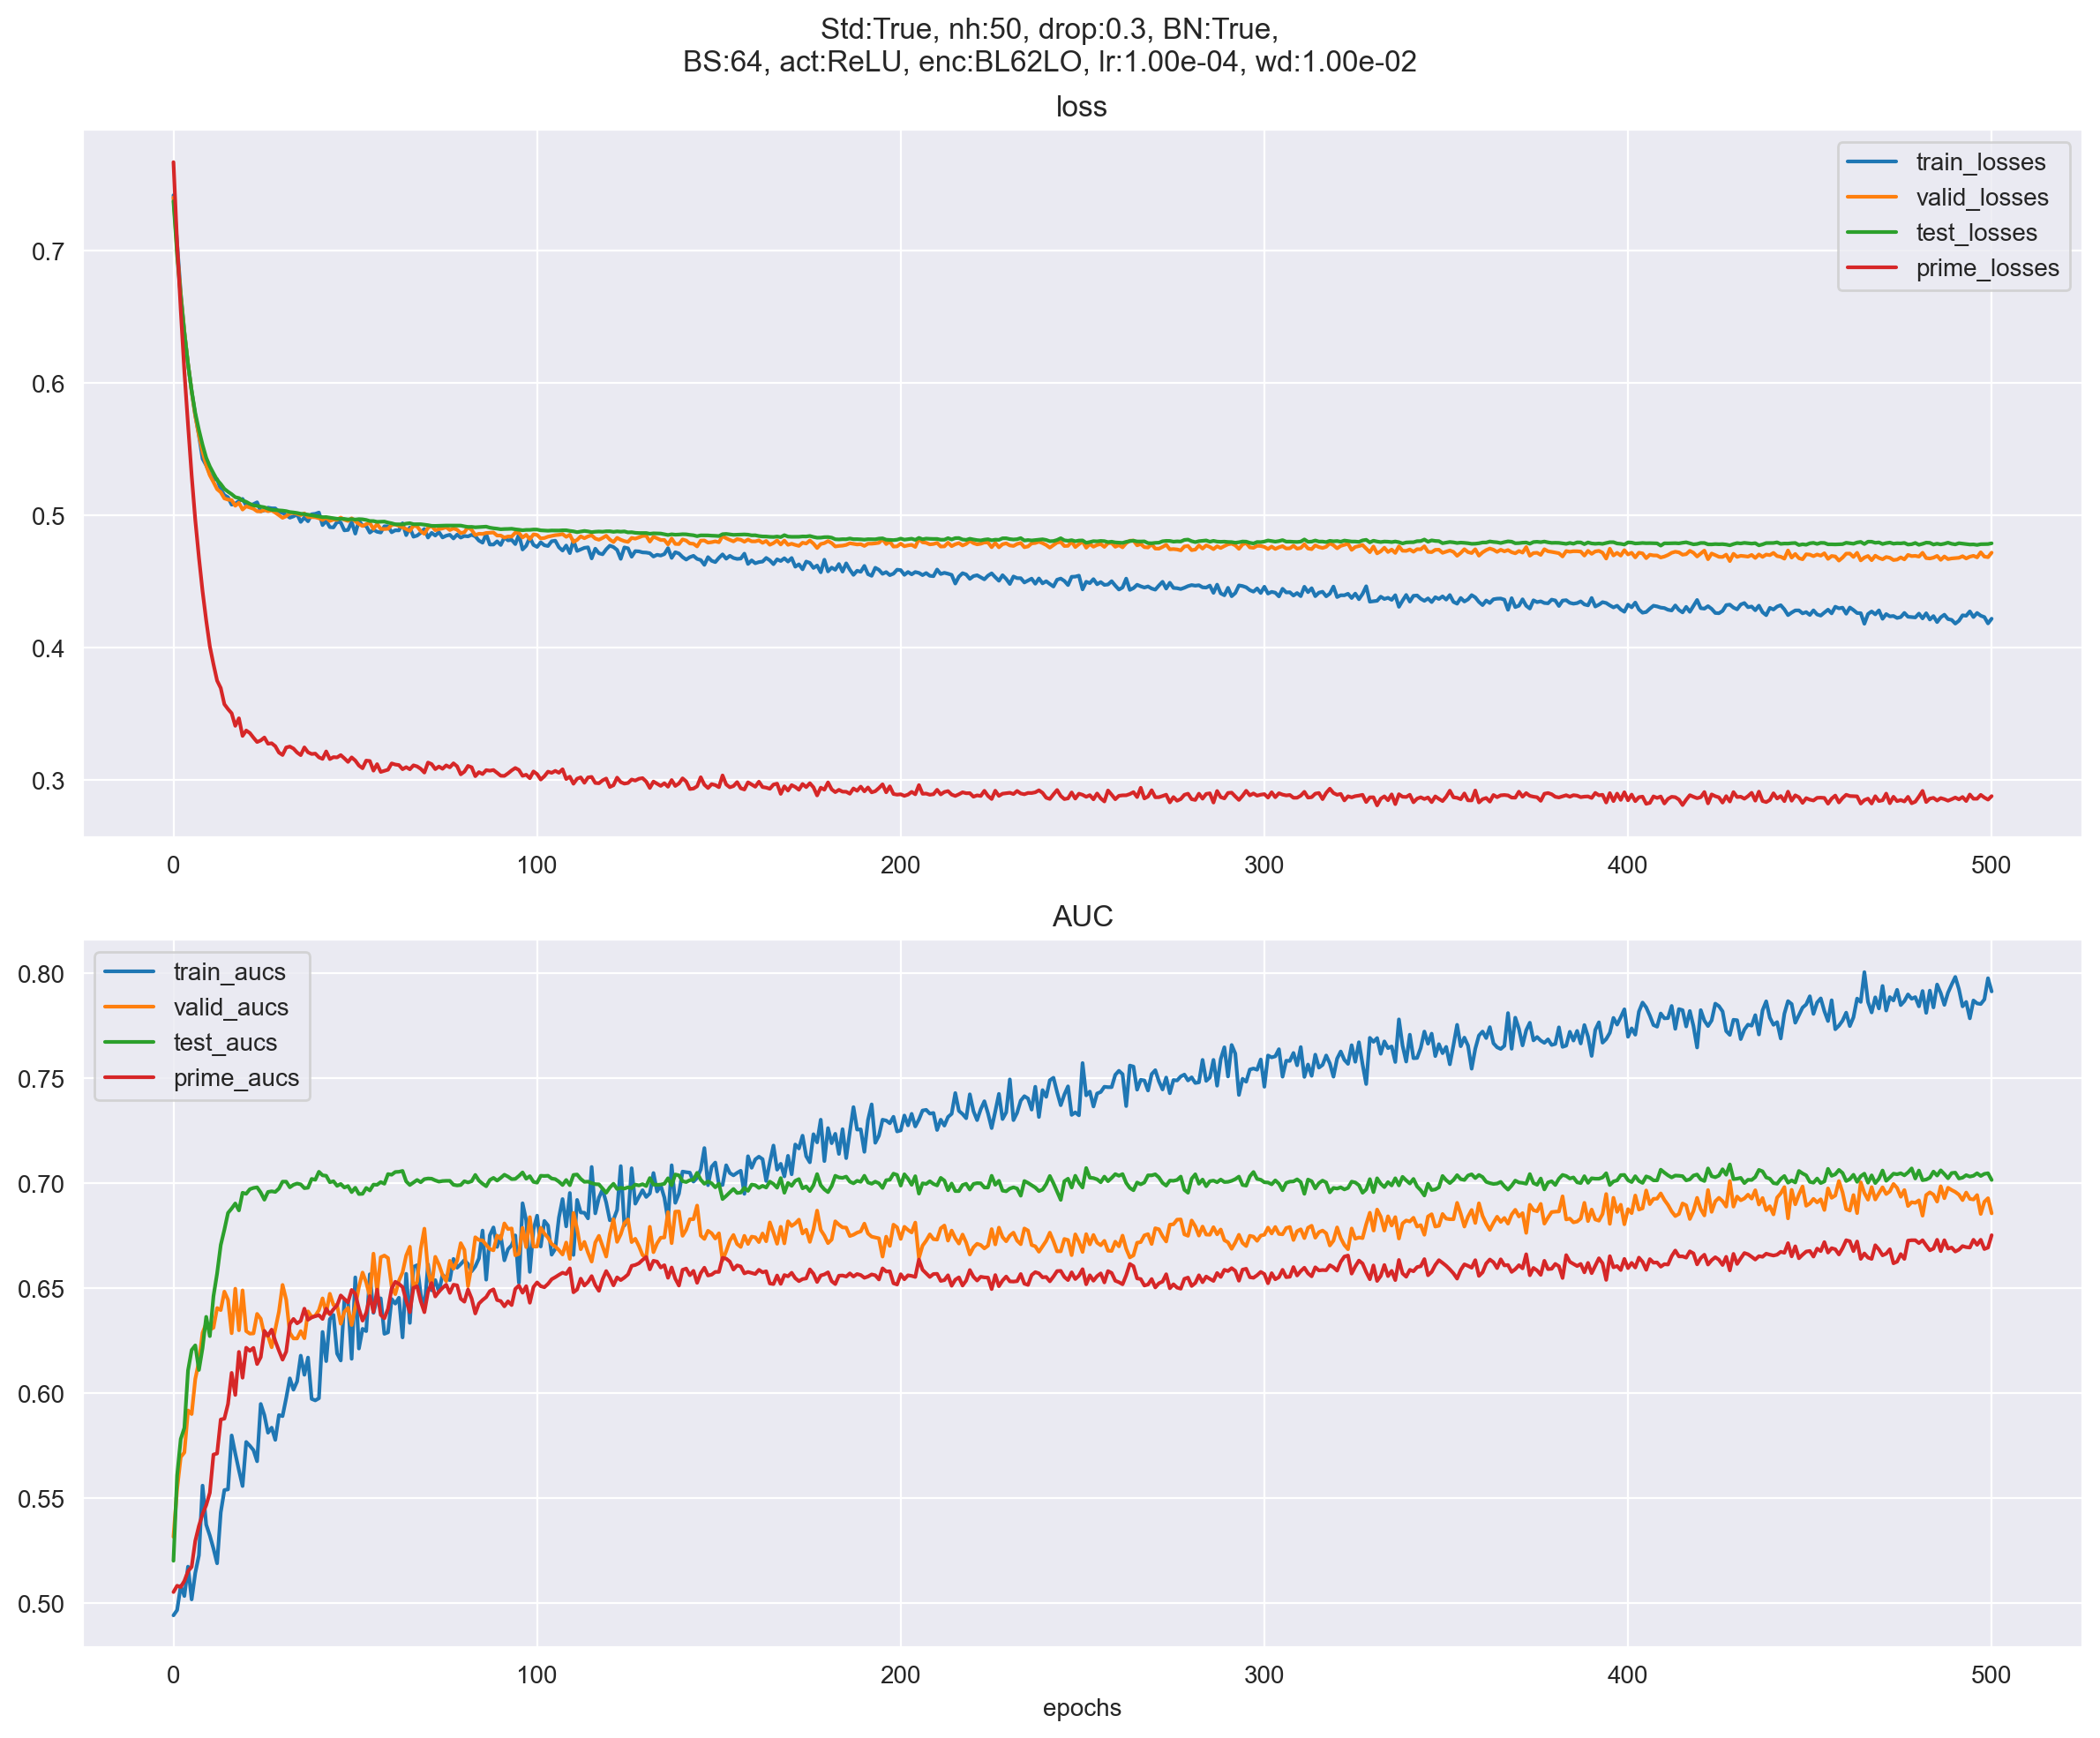 Std:True, nh:50, drop:0.3, BN:True,
BS:64, act:ReLU, enc:BL62LO, lr:1.00e-04, wd:1.00e-02
loss
train_losses
valid_losses
test_losses
prime_losses
0.7
0.6
0.5
0.4
0.3
0 100 200 300 400 500
AUC
train_aucs
valid_aucs
test_aucs
prime_aucs
0.80
0.75
0.70
0.65
0.60
0.55
0.50
0 100 200 300 400 500
epochs